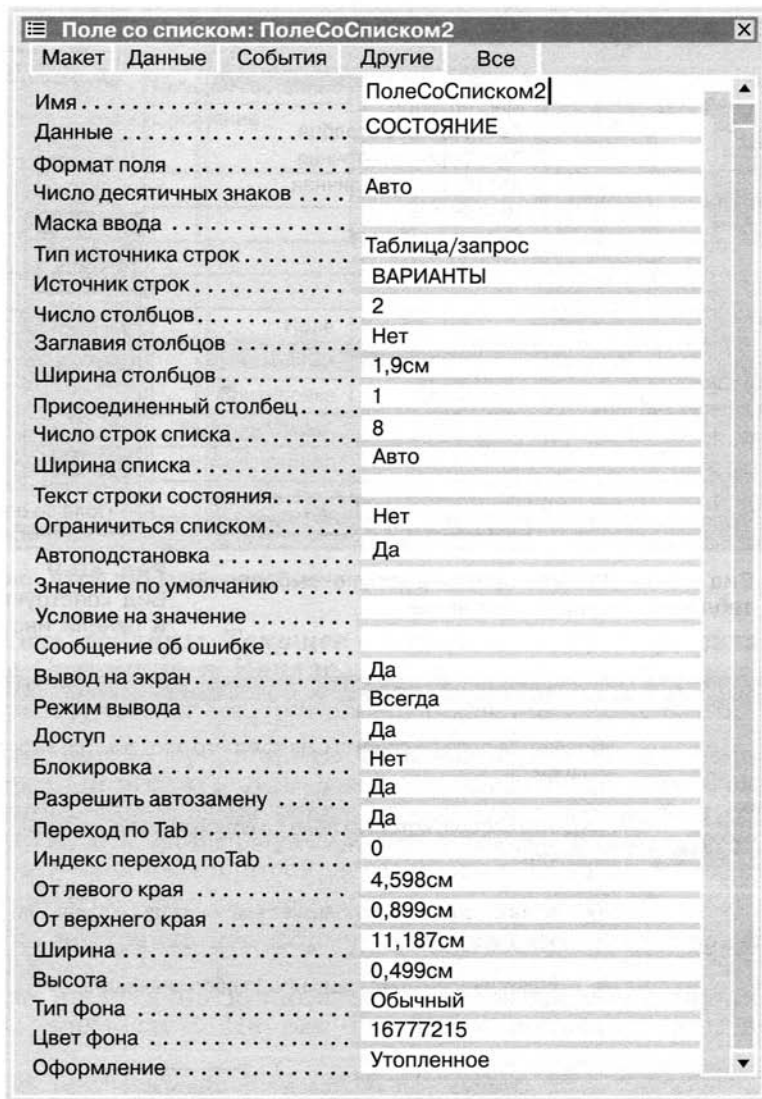 Поле со списком: ПолеСоСписком2
Макет Данные События Другие Все
Имя . . . . . . . . . . . . . . . . . . . . . ПолеСоСписком2
Данные . . . . . . . . . . . . . . . . . . СОСТОЯНИЕ
Формат поля . . . . . . . . . . . . . .
Число десятичных знаков . . . . Авто
Маска ввода . . . . . . . . . . . . . .
Тип источника строк . . . . . . . . . Таблица/запрос
Источник строк . . . . . . . . . . . . ВАРИАНТЫ
Число столбцов . . . . . . . . . . . . 2
Заглавия столбцов . . . . . . . . . . Нет
Ширина столбцов . . . . . . . . . . . 1,9см
Присоединенный столбец . . . . . 1
Число строк списка . . . . . . . . . . 8
Ширина списка . . . . . . . . . . . . . Авто
Текст строки состояния . . . . . . .
Ограничиться списком . . . . . . . Нет
Автоподстановка . . . . . . . . . . . Да
Значение по умолчанию . . . . . .
Условие на значение . . . . . . . .
Сообщение об ошибке . . . . . . .
Вывод на экран . . . . . . . . . . . . . Да
Режим вывода . . . . . . . . . . . . . Всегда
Доступ . . . . . . . . . . . . . . . . . . . Да
Блокировка . . . . . . . . . . . . . . . Нет
Разрешить автозамену . . . . . . Да
Переход по Tab . . . . . . . . . . . . Да
Индекс переход поTab . . . . . . . 0
От левого края . . . . . . . . . . . . 4,598см
От верхнего края . . . . . . . . . . . 0,899см
Ширина . . . . . . . . . . . . . . . . . . 11,187см
Высота . . . . . . . . . . . . . . . . . . 0,499см
Тип фона . . . . . . . . . . . . . . . . . Обычный
Цвет фона . . . . . . . . . . . . . . . . 16777215
Оформление . . . . . . . . . . . . . . . Утопленное